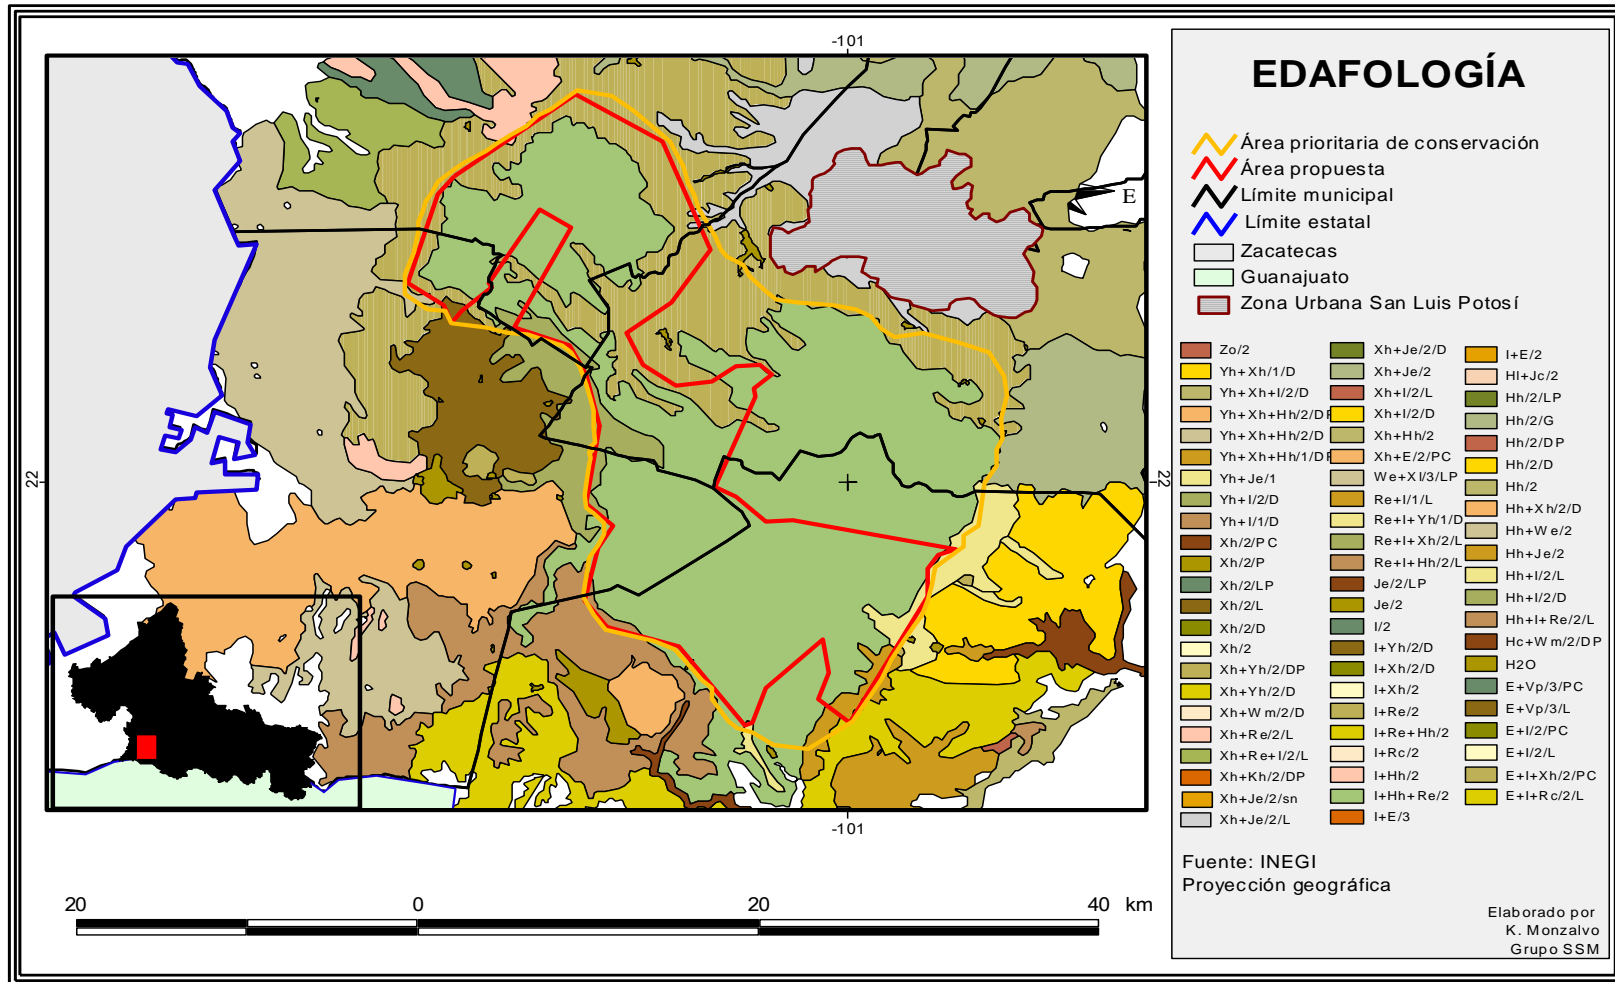 -101
EDAFOLOGÍA
Área prioritaria de conservación
Área propuesta
Límite municipal
Límite estatal
Zacatecas
Guanajuato
Zona Urbana San Luis Potosí
E
22
22
-101
Zo/2
Yh+Xh/1/D
Yh+Xh+I/2/D
Yh+Xh+Hh/2/DP
Yh+Xh+Hh/2/D
Yh+Xh+Hh/1/DP
Yh+Je/1
Yh+I/2/D
Yh+I/1/D
Xh/2/PC
Xh/2/P
Xh/2/LP
Xh/2/L
Xh/2/D
Xh/2
Xh+Yh/2/DP
Xh+Yh/2/D
Xh+Wm/2/D
Xh+Re/2/L
Xh+Re+I/2/L
Xh+Kh/2/DP
Xh+Je/2/sn
Xh+Je/2/L
Xh+Je/2/D
Xh+Je/2
Xh+I/2/L
Xh+I/2/D
Xh+Hh/2
Xh+E/2/PC
We+Xl/3/LP
Re+I/1/L
Re+I+Yh/1/D
Re+I+Xh/2/L
Re+I+Hh/2/L
Je/2/LP
Je/2
I/2
I+Yh/2/D
I+Xh/2/D
I+Xh/2
I+Re/2
I+Re+Hh/2
I+Rc/2
I+Hh/2
I+Hh+Re/2
I+E/3
I+E/2
Hl+Jc/2
Hh/2/LP
Hh/2/G
Hh/2/DP
Hh/2/D
Hh/2
Hh+Xh/2/D
Hh+We/2
Hh+Je/2
Hh+I/2/L
Hh+I/2/D
Hh+I+Re/2/L
Hc+Wm/2/DP
H2O
E+Vp/3/PC
E+Vp/3/L
E+I/2/PC
E+I/2/L
E+I+Xh/2/PC
E+I+Rc/2/L
Fuente: INEGI
Proyección geográfica
Elaborado por
K. Monzalvo
Grupo SSM
20 0 20 40 km